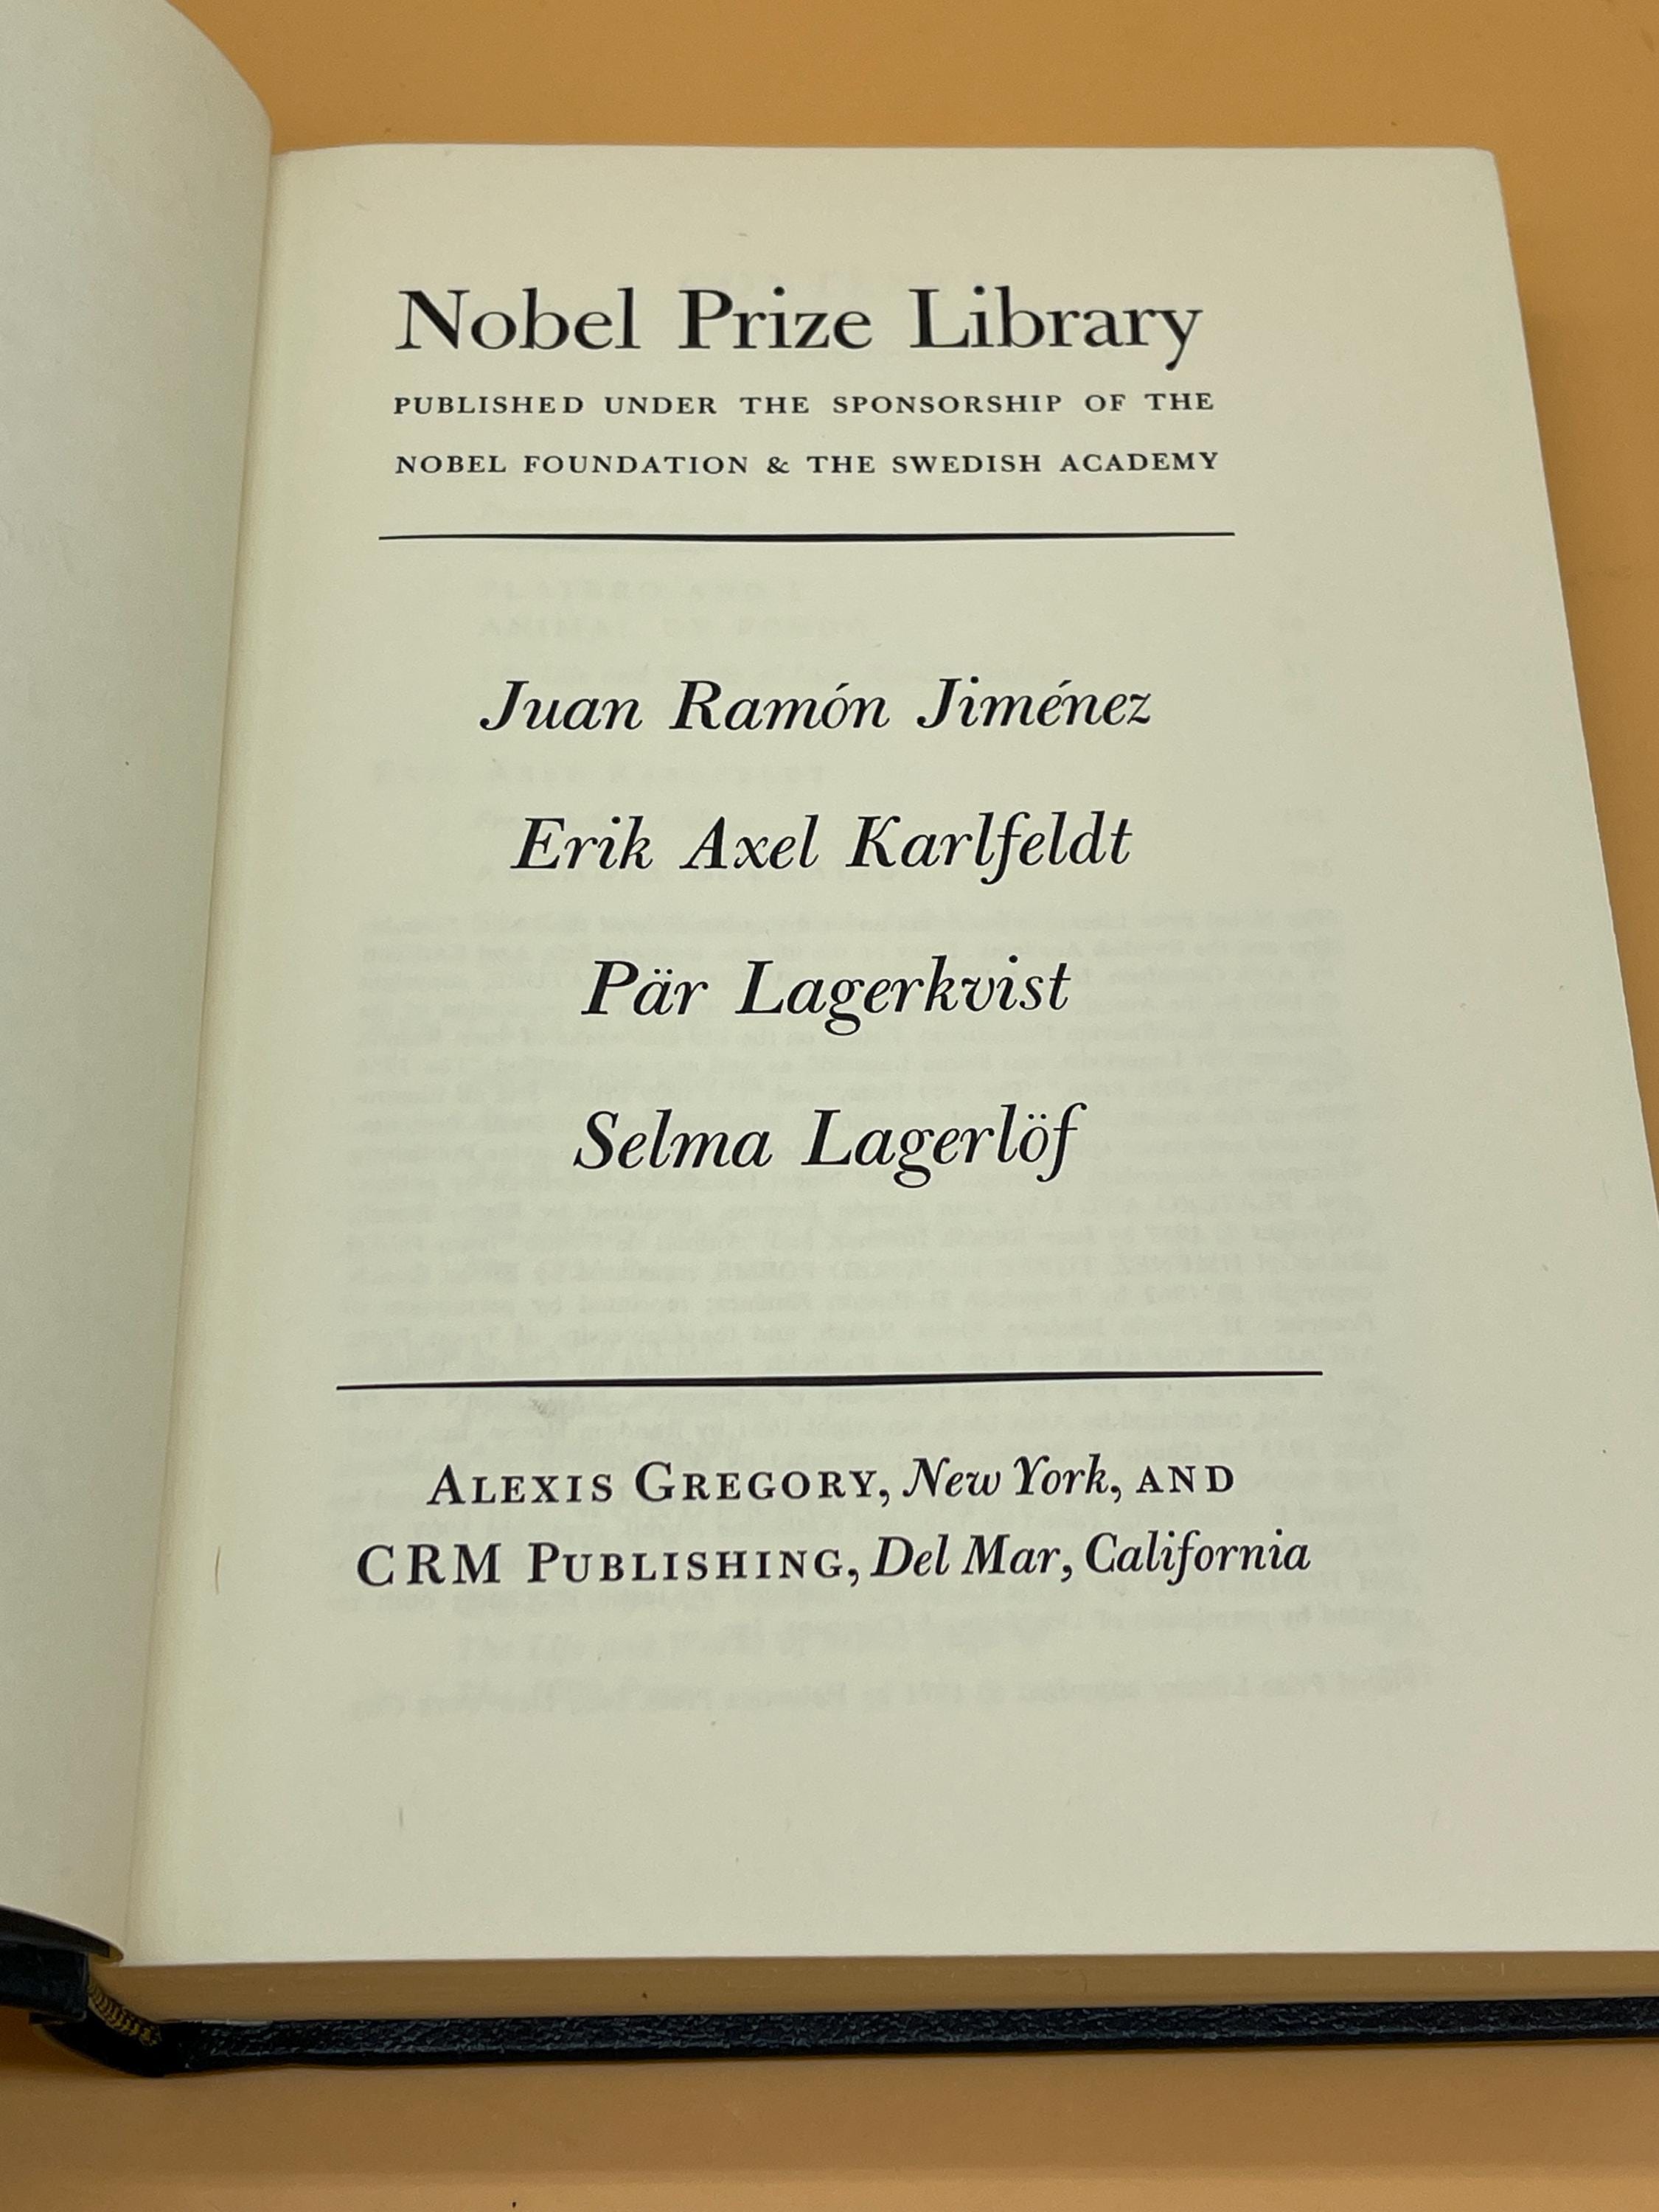 Nobel Prize Library
PUBLISHED UNDER THE SPONSORSHIP OF THE
NOBEL FOUNDATION & THE SWEDISH ACADEMY
Juan Ramón Jiménez
Erik Axel Karlfeldt
Pär Lagerkvist
Selma Lagerlöf
ALEXIS GREGORY, New York, AND
CRM PUBLISHING, Del Mar, California